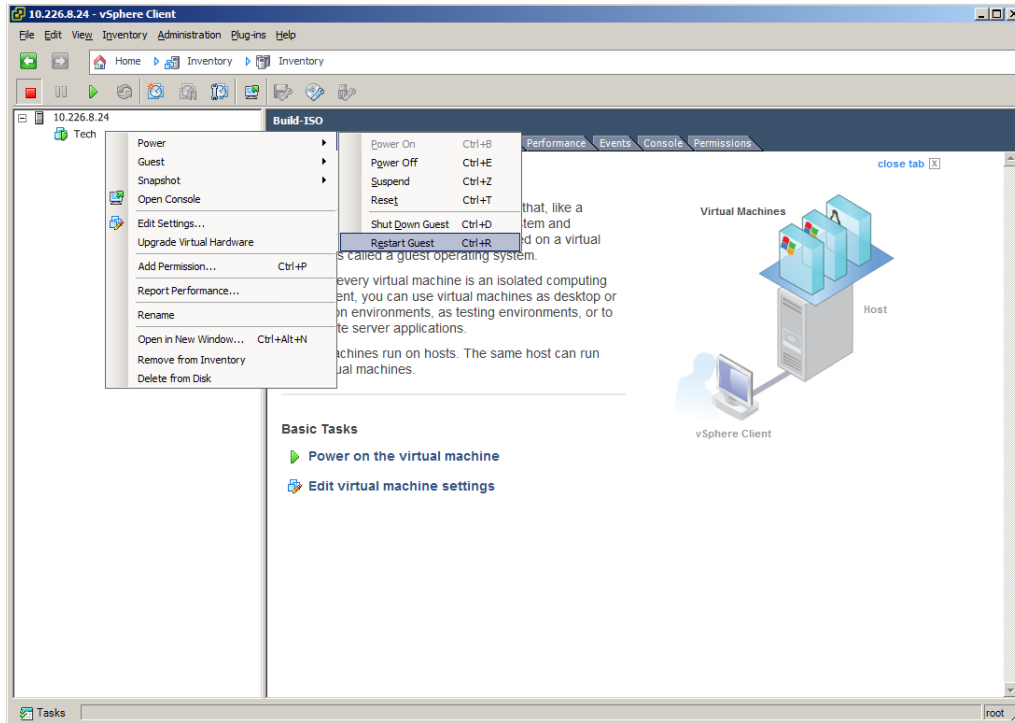 10.226.8.24 - vSphere Client
File Edit View Inventory Administration Plug-ins Help
Home Inventory Inventory
10.226.8.24
Tech
Build-ISO
Performance Events Console Permissions
close tab X
Power
Guest
Snapshot
Open Console
Edit Settings...
Upgrade Virtual Hardware
Add Permission... Ctrl+P
Report Performance...
Rename
Open in New Window... Ctrl+Alt+N
Remove from Inventory
Delete from Disk
Power On Ctrl+B
Power Off Ctrl+E
Suspend Ctrl+Z
Reset Ctrl+T
Shut Down Guest Ctrl+D
Restart Guest Ctrl+R
that, like a
tem and
ed on a virtual
s called a guest operating system.
every virtual machine is an isolated computing
ent, you can use virtual machines as desktop or
on environments, as testing environments, or to
te server applications.
achines run on hosts. The same host can run
ual machines.
Virtual Machines
Host
vSphere Client
Basic Tasks
Power on the virtual machine
Edit virtual machine settings
Tasks
root